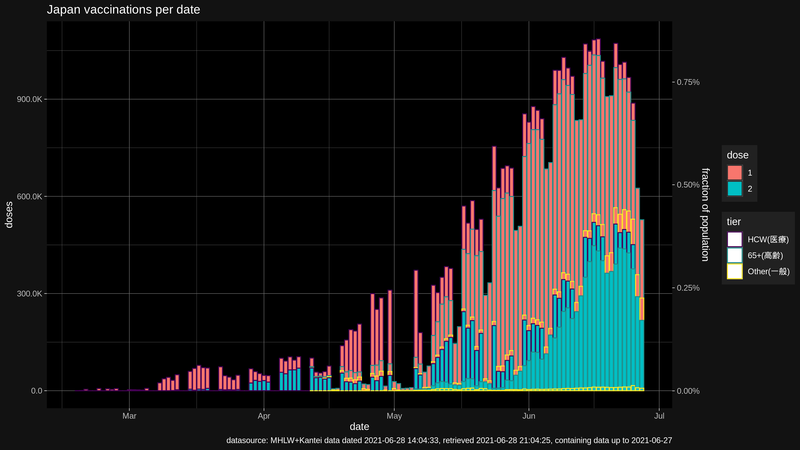 Japan vaccinations per date
doses
900.0K
600.0K
300.0K
0.0
0.75%
0.50%
0.25%
0.00%
fraction of population
Mar
Apr
May
Jun
Jul
date
dose
1
2
tier
HCW(医療)
65+(高齢)
Other(一般)
datasource: MHLW+Kantei data dated 2021-06-28 14:04:33, retrieved 2021-06-28 21:04:25, containing data up to 2021-06-27